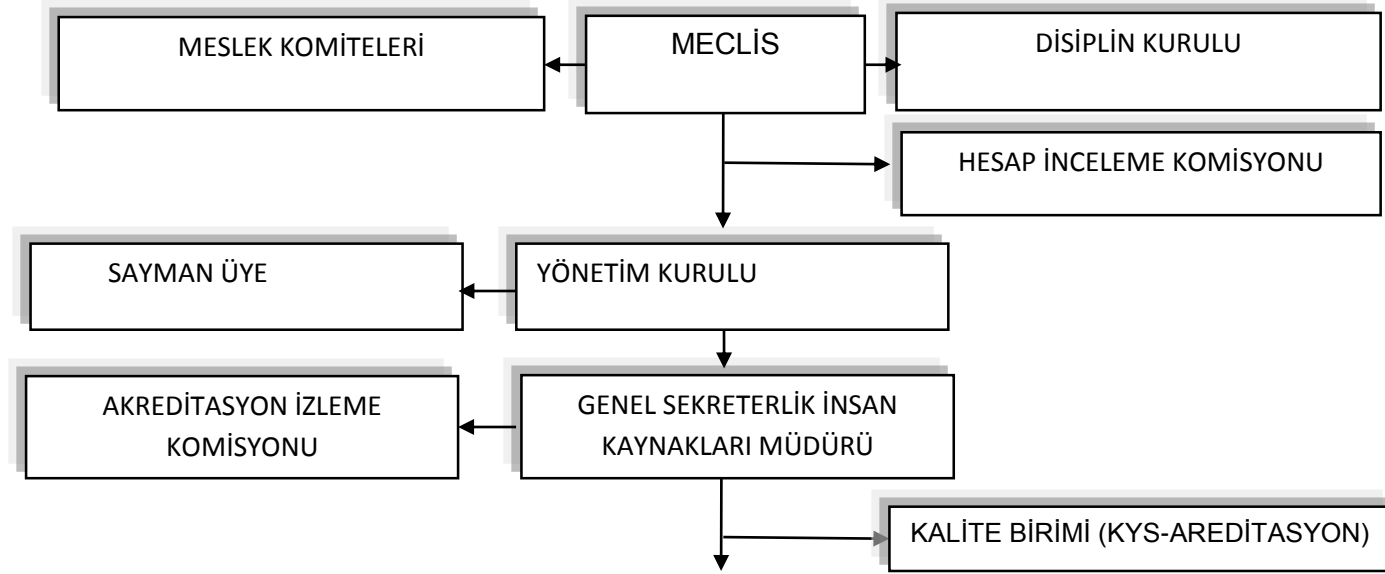 MESLEK KOMİTELERİ
MECLİS
DİSİPLİN KURULU
HESAP İNCELEME KOMİSYONU
SAYMAN ÜYE
YÖNETİM KURULU
AKREDİTASYON İZLEME
KOMİSYONU
GENEL SEKRETERLİK İNSAN
KAYNAKLARI MÜDÜRÜ
KALİTE BİRİMİ (KYS-AREDİTASYON)